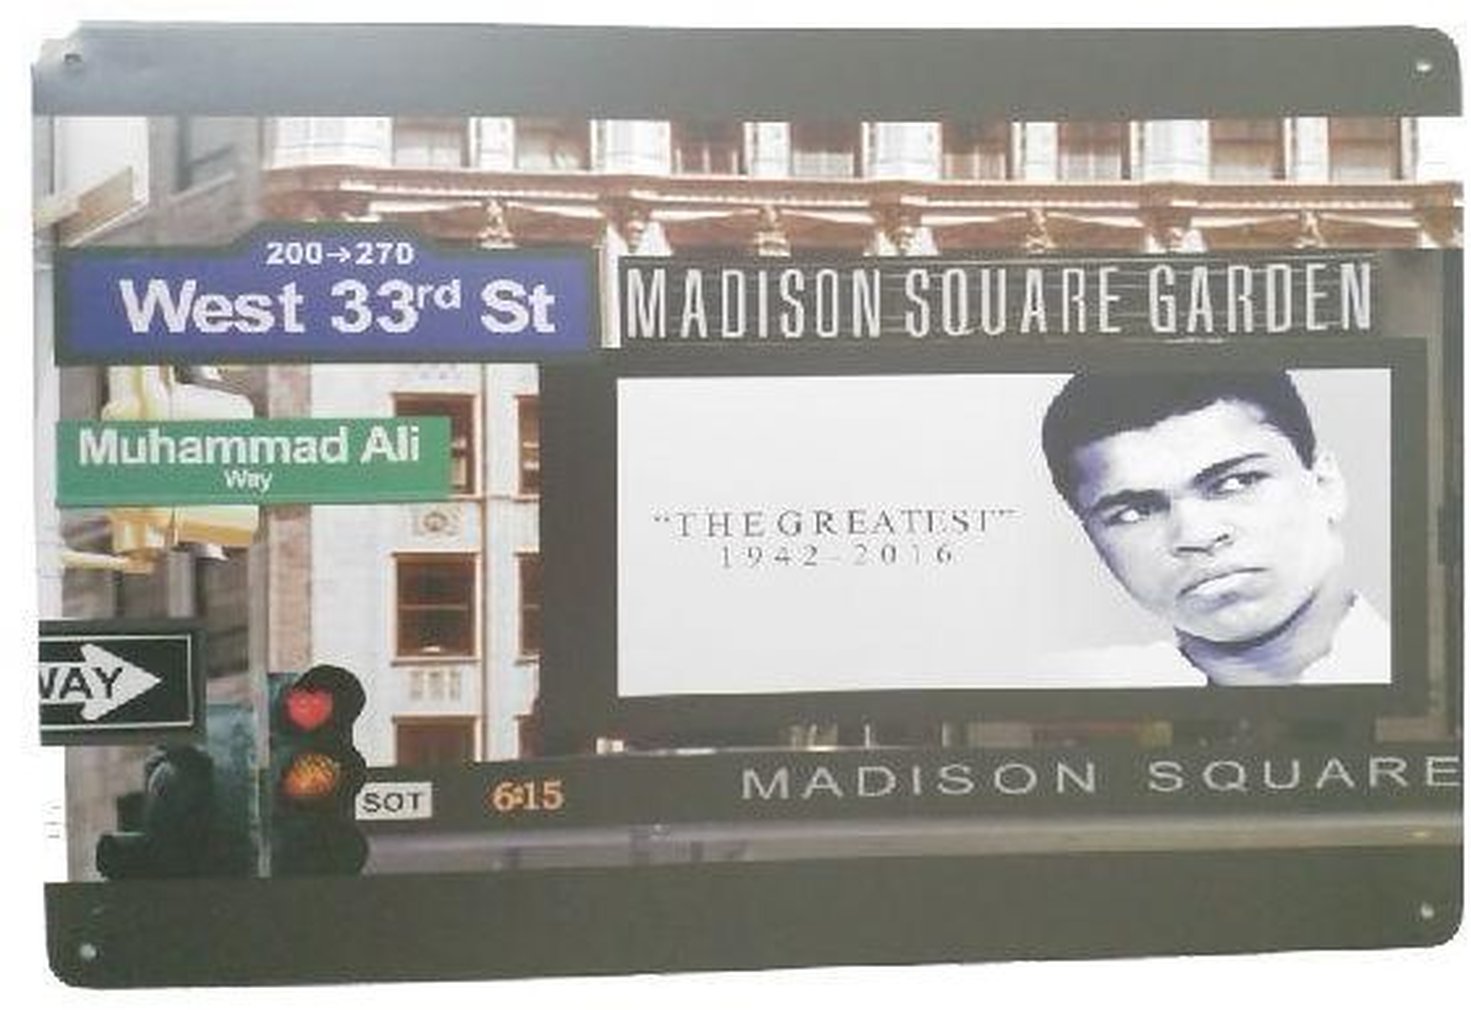 200→270
West 33rd St
MADISON SQUARE GARDEN
Muhammad Ali
Way
"THE GREATEST"
1942-2016
WAY
SOT
6:15
MADISON SQUARE